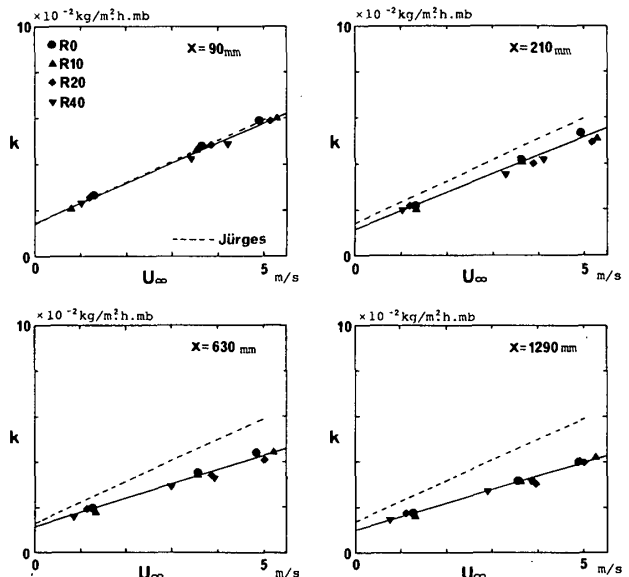 ×10⁻²kg/m²h.mb
10
● R0
▲ R10
◆ R20
▼ R40
x = 90mm
k
0
0
5
U∞
m/s
---- Jürges
×10⁻²kg/m²h.mb
10
x = 210mm
k
0
0
5
U∞
m/s
×10⁻²kg/m²h.mb
10
x = 630 mm
k
0
0
5
U∞
m/s
×10⁻²kg/m²h.mb
10
x = 1290mm
k
0
0
5
U∞
m/s